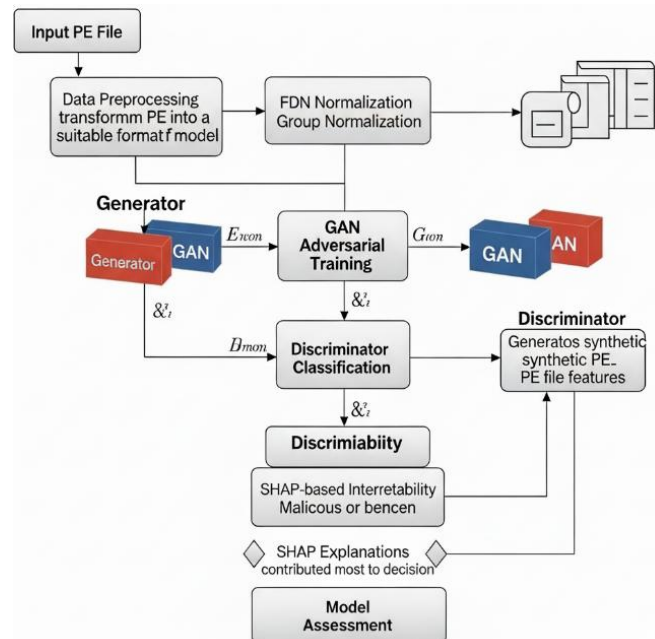 Input PE File
Data Preprocessing
transformm PE into a
suitable format f model
FDN Normalization
Group Normalization
Generator
Generator
GAN
GAN
Adversarial
Training
GAN
AN
Discriminator
Classification
Discriminator
Generatos synthetic
synthetic PE-
PE file features
Discrimiabiity
SHAP-based Interretability
Malicous or bencen
SHAP Explanations
contributed most to decision
Model
Assessment